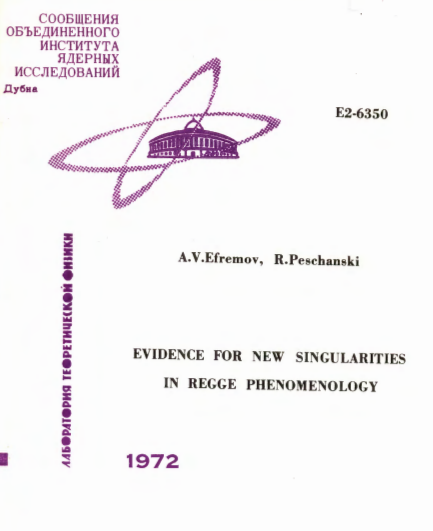 СООБЩЕНИЯ
ОБЪЕДИНЕННОГО
ИНСТИТУТА
ЯДЕРНЫХ
ИССЛЕДОВАНИЙ
Дубна
E2-6350
A.V.Efremov, R.Peschanski
ЛАБОРАТОРИЯ ТЕОРЕТИЧЕСКОЙ ФИЗИКИ
EVIDENCE FOR NEW SINGULARITIES
IN REGGE PHENOMENOLOGY
1972